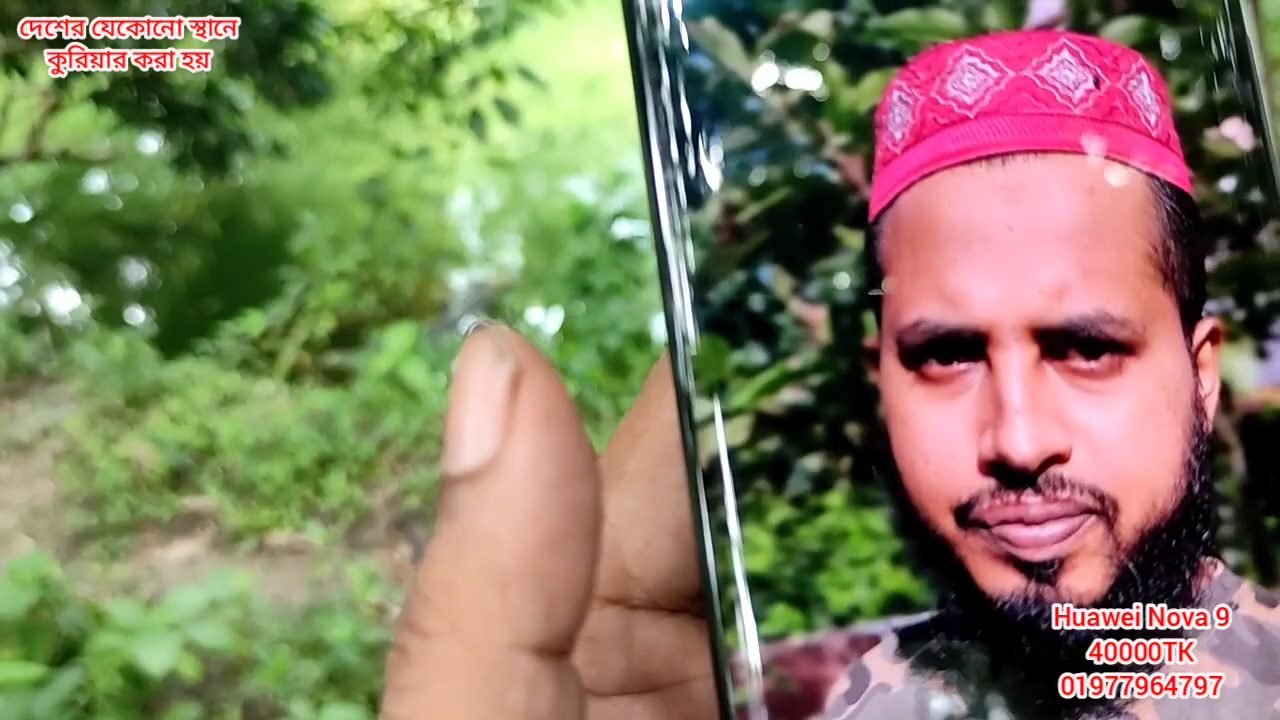 দেশের যেকোনো স্থানে
কুরিয়ার করা হয়
Huawei Nova 9
40000TK
01977964797